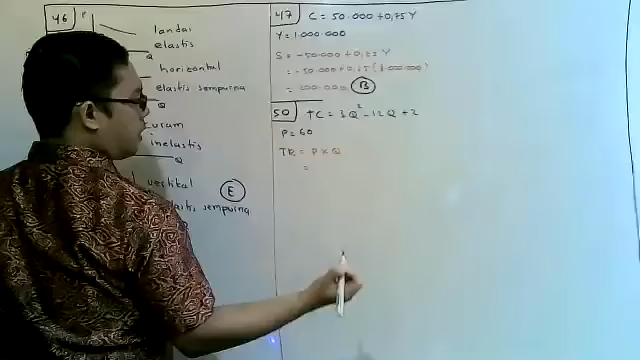 46 P
landai
elastis
Q
horizontal
elastis sempurna
Q
curam
inelastis
Q
vertikal
E
elastis sempurna
47 C = 50.000 + 0,75Y
Y = 1.000.000
S = -50.000 + 0,25 Y
= -50.000 + 0,25 (1.000.000)
= 200.000 B
50 TC = 3Q² - 12Q + 2
P = 60
TR = P × Q
=